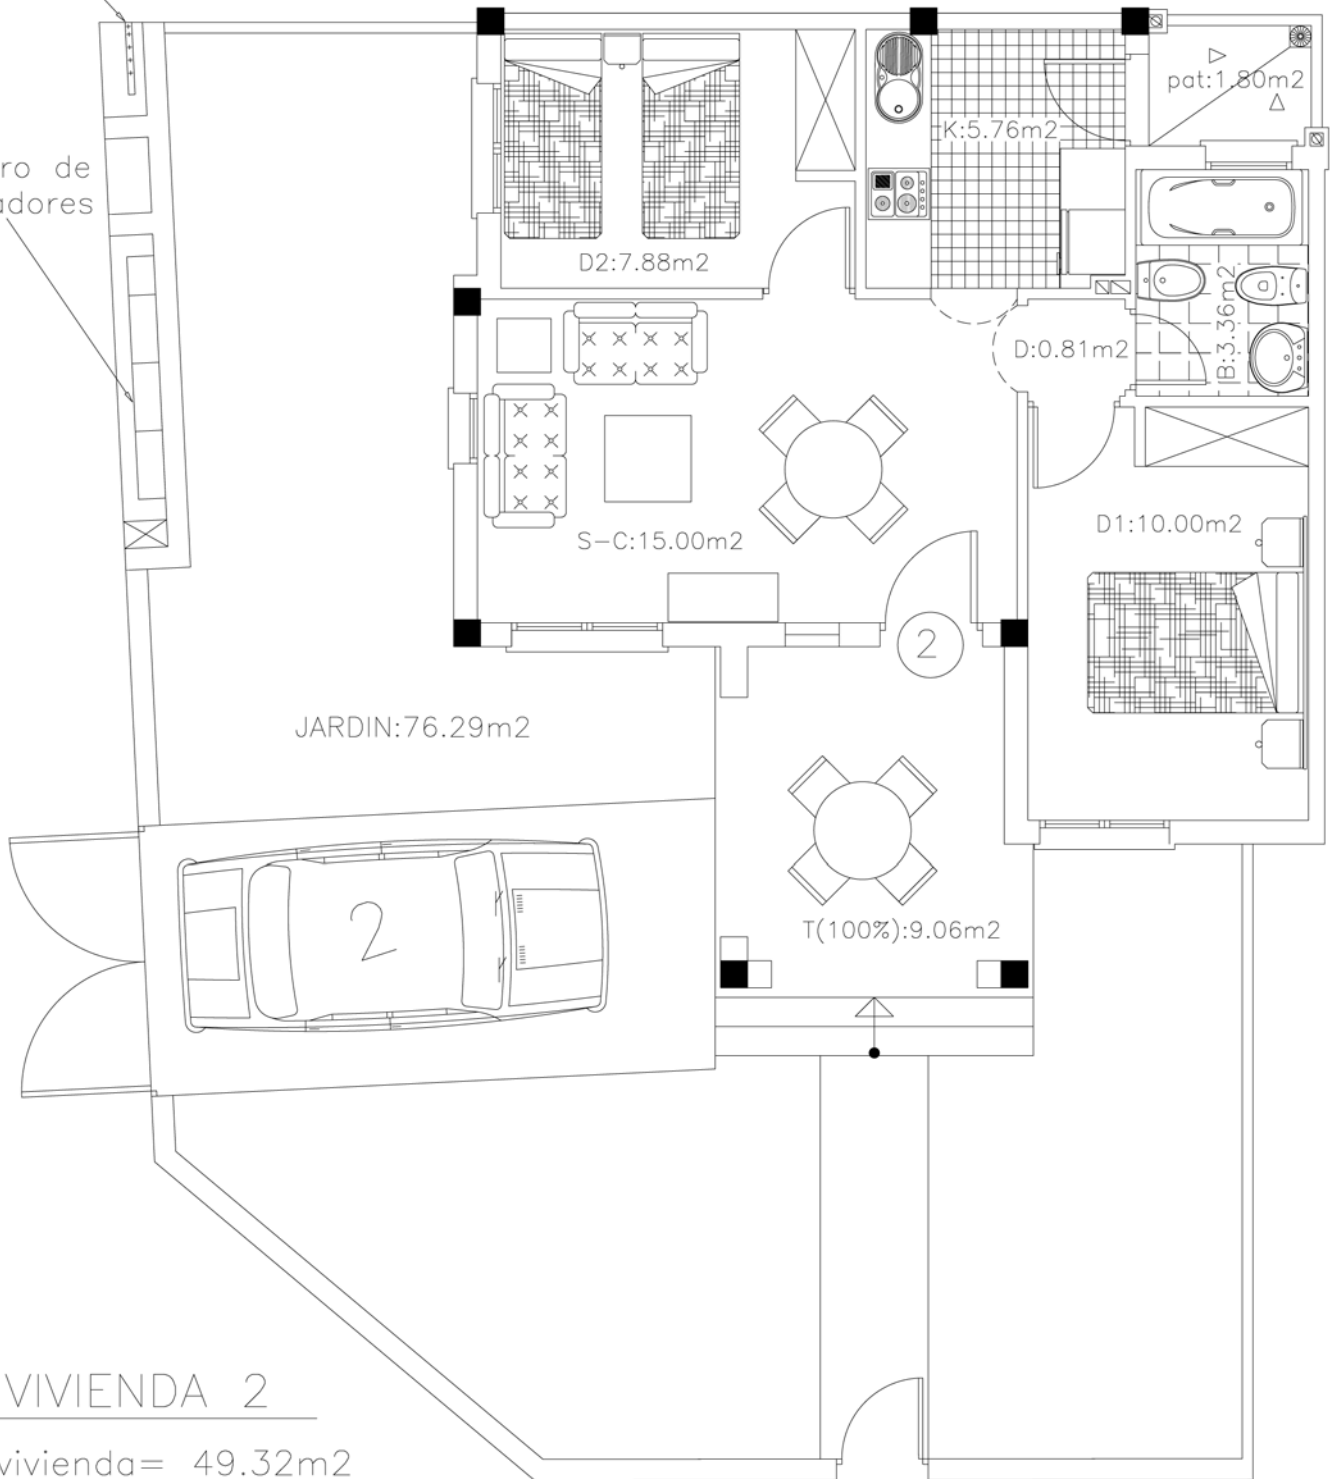 pat:1.80m2
K:5.76m2
ro de
adores
D2:7.88m2
B:3.36m2
D:0.81m2
S-C:15.00m2
D1:10.00m2
2
JARDIN:76.29m2
2
T(100%):9.06m2
VIVIENDA 2
vivienda= 49.32m2